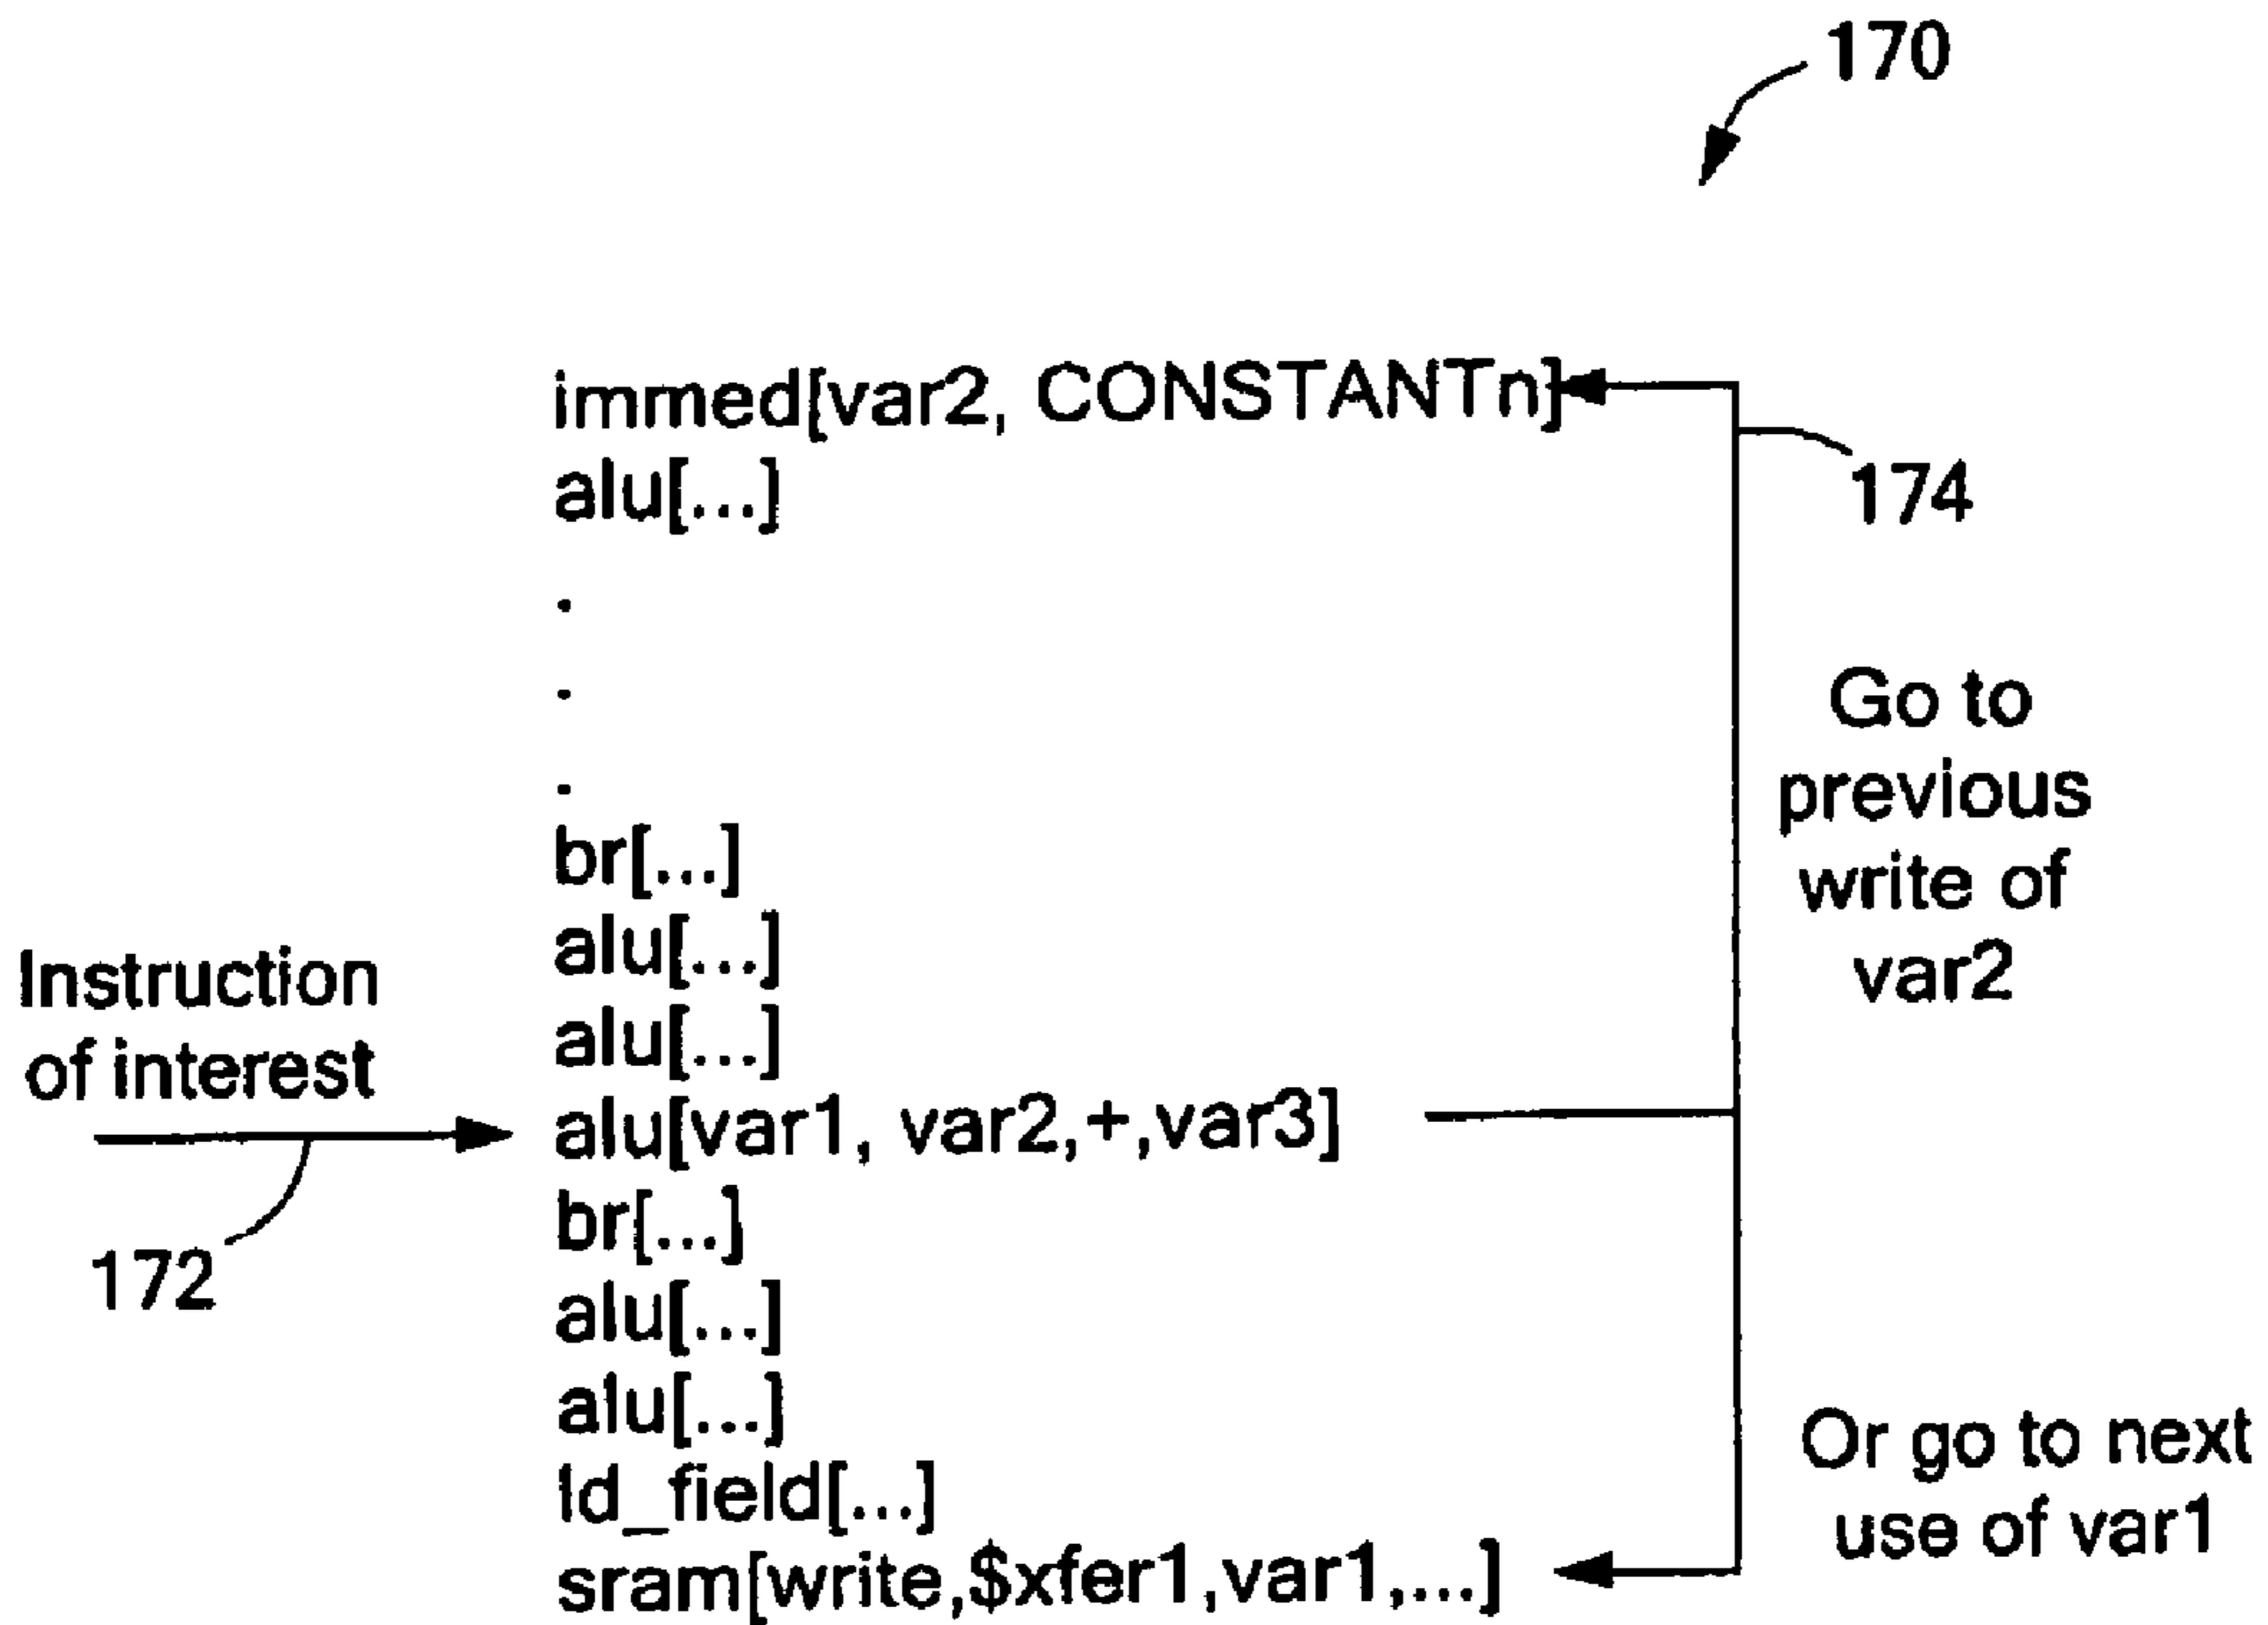 170
immed[var2, CONSTANTn]
alu[...]
174
.
.
.
Go to
previous
write of
var2
br[...]
alu[...]
alu[...]
Instruction
of interest
alu[var1, var2,+,var3]
172
br[...]
alu[...]
alu[...]
ld_field[...]
sram[write,$xfer1,var1,...]
Or go to next
use of var1